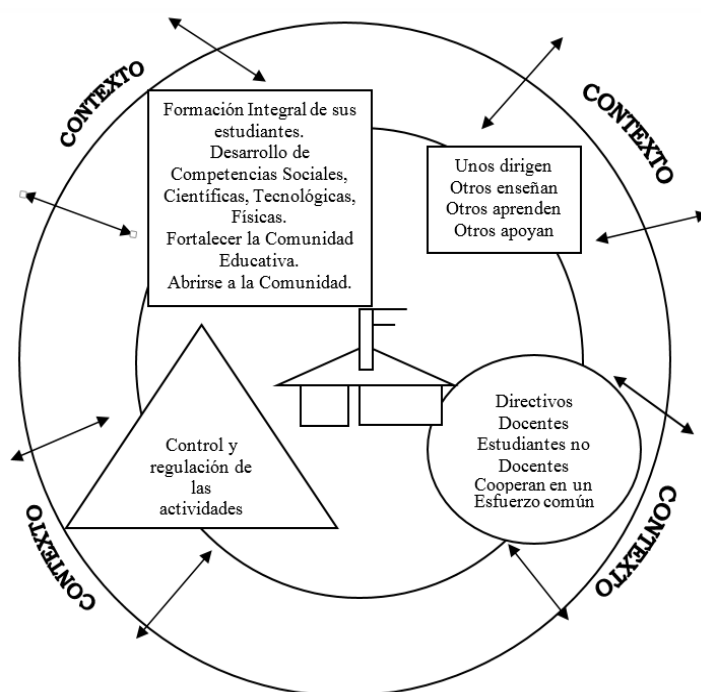 CONTEXTO
CONTEXTO
Formación Integral de sus
estudiantes.
Desarrollo de
Competencias Sociales,
Científicas, Tecnológicas,
Físicas.
Fortalecer la Comunidad
Educativa.
Abrirse a la Comunidad.
Unos dirigen
Otros enseñan
Otros aprenden
Otros apoyan
Control y
regulación de
las
actividades
Directivos
Docentes
Estudiantes no
Docentes
Cooperan en un
Esfuerzo común
CONTEXTO
CONTEXTO